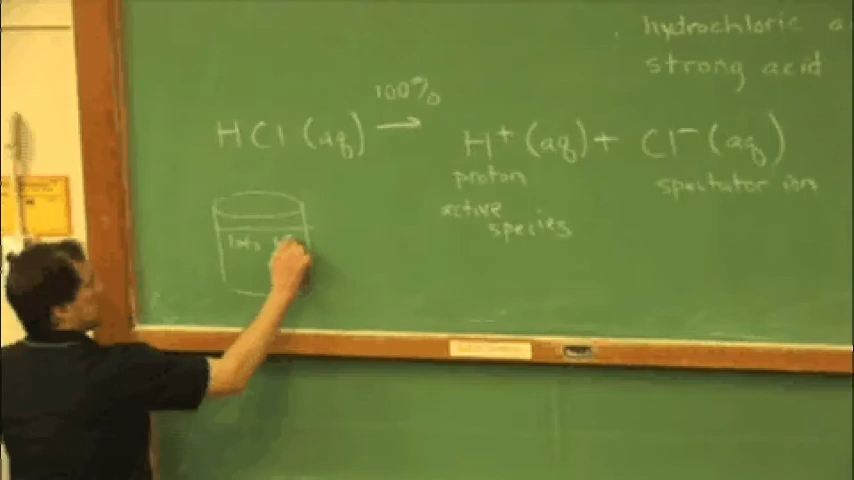 hydrochloric
strong acid
100%
HCl (aq) → H⁺ (aq) + Cl⁻ (aq)
proton
spectator ion
active
species